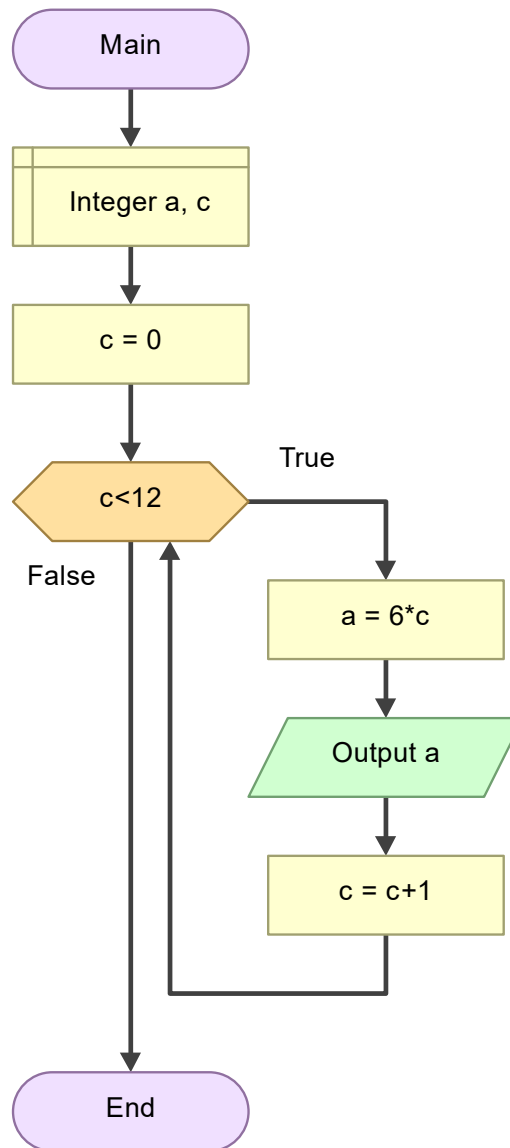 Main
Integer a, c
c = 0
c<12
True
False
a = 6*c
Output a
c = c+1
End